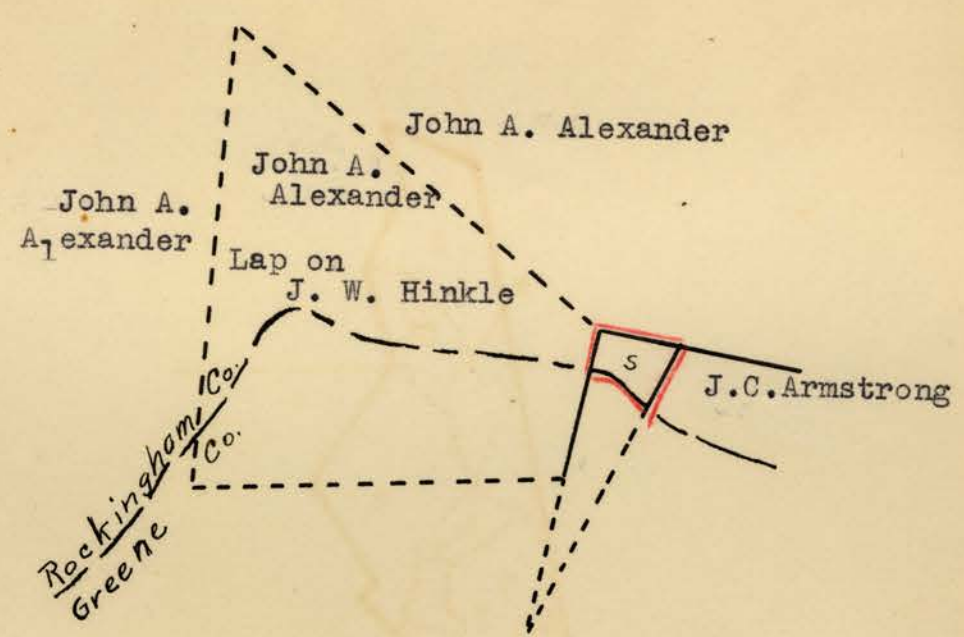 John A. Alexander
John A.
Alexander
John A.
Alexander
Lap on
J. W. Hinkle
S
J.C.Armstrong
Rockingham Co.
Greene Co.